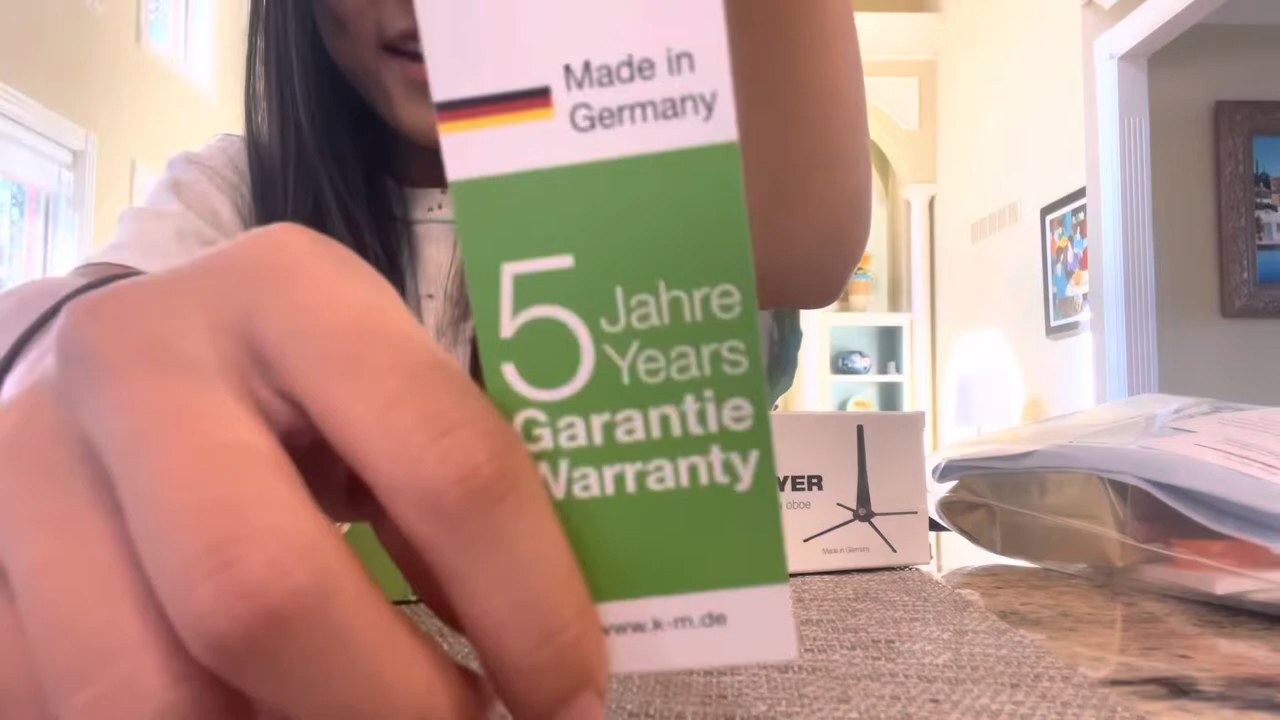 Made in
Germany
5 Jahre
Years
Garantie
Warranty
www.k-m.de
YER
oboe
Made in Germany